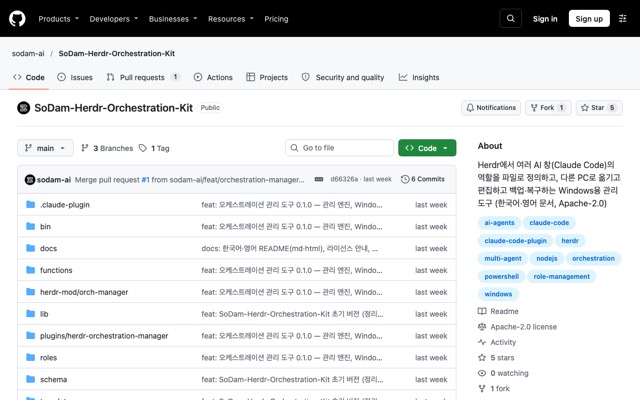 Products Developers Businesses Resources Pricing Sign in Sign up
sodam-ai / SoDam-Herdr-Orchestration-Kit
Code Issues Pull requests 1 Actions Projects Security and quality Insights
SoDam-Herdr-Orchestration-Kit Public Notifications Fork 1 Star 5
main 3 Branches 1 Tag Go to file Code
sodam-ai Merge pull request #1 from sodam-ai/feat/orchestration-manager... d66326a · last week 6 Commits
.claude-plugin feat: 오케스트레이션 관리 도구 0.1.0 — 관리 엔진, Windo... last week
bin feat: 오케스트레이션 관리 도구 0.1.0 — 관리 엔진, Windo... last week
docs docs: 한국어·영어 README(md·html), 라이선스 안내, ... last week
functions feat: 오케스트레이션 관리 도구 0.1.0 — 관리 엔진, Windo... last week
herdr-mod/orch-manager feat: 오케스트레이션 관리 도구 0.1.0 — 관리 엔진, Windo... last week
lib feat: SoDam-Herdr-Orchestration-Kit 초기 버전 (정리... last week
plugins/herdr-orchestration-manager feat: 오케스트레이션 관리 도구 0.1.0 — 관리 엔진, Windo... last week
roles feat: 오케스트레이션 관리 도구 0.1.0 — 관리 엔진, Windo... last week
schema feat: SoDam-Herdr-Orchestration-Kit 초기 버전 (정리... last week
About
Herdr에서 여러 AI 창(Claude Code)의
역할을 파일로 정의하고, 다른 PC로 옮기고
편집하고 백업·복구하는 Windows용 관리
도구 (한국어·영어 문서, Apache-2.0)
ai-agents claude-code
claude-code-plugin herdr
multi-agent nodejs orchestration
powershell role-management
windows
Readme
Apache-2.0 license
Activity
5 stars
0 watching
1 fork